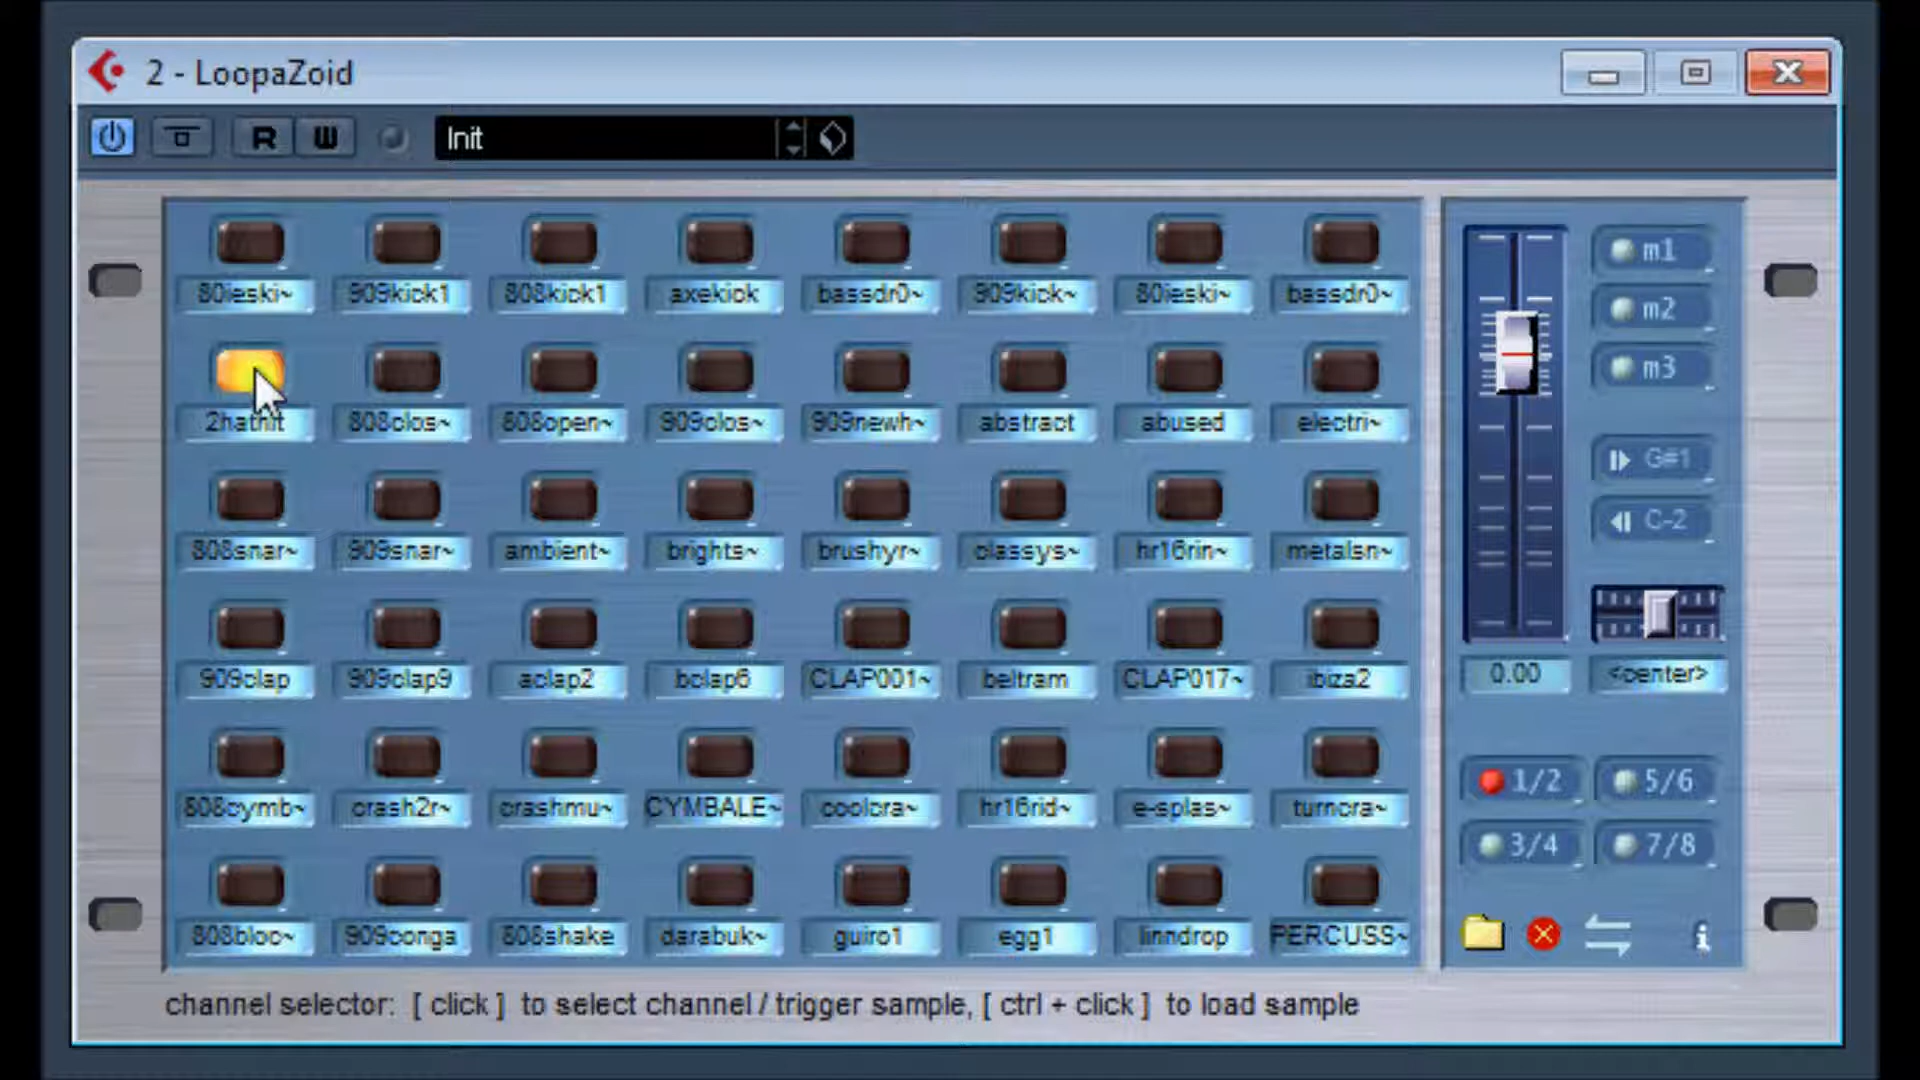 2 - LoopaZoid
R W Init
80ieski~ 909kick1 808kick1 axekick bassdr0~ 909kick~ 80ieski~ bassdr0~
2hathit 808clos~ 808open~ 909clos~ 909newh~ abstract abused electri~
808snar~ 909snar~ ambient~ brights~ brushyr~ classys~ hr16rin~ metalsn~
909clap 909clap9 aclap2 bclap6 CLAP001~ beltram CLAP017~ ibiza2
808cymb~ crash2r~ crashmu~ CYMBALE~ coolcra~ hr16rid~ e-splas~ turncra~
808bloc~ 909conga 808shake darabuk~ guiro1 egg1 linndrop PERCUSS~
m1
m2
m3
G#1
C-2
0.00 <center>
1/2 5/6
3/4 7/8
i
channel selector: [ click ] to select channel / trigger sample, [ ctrl + click ] to load sample